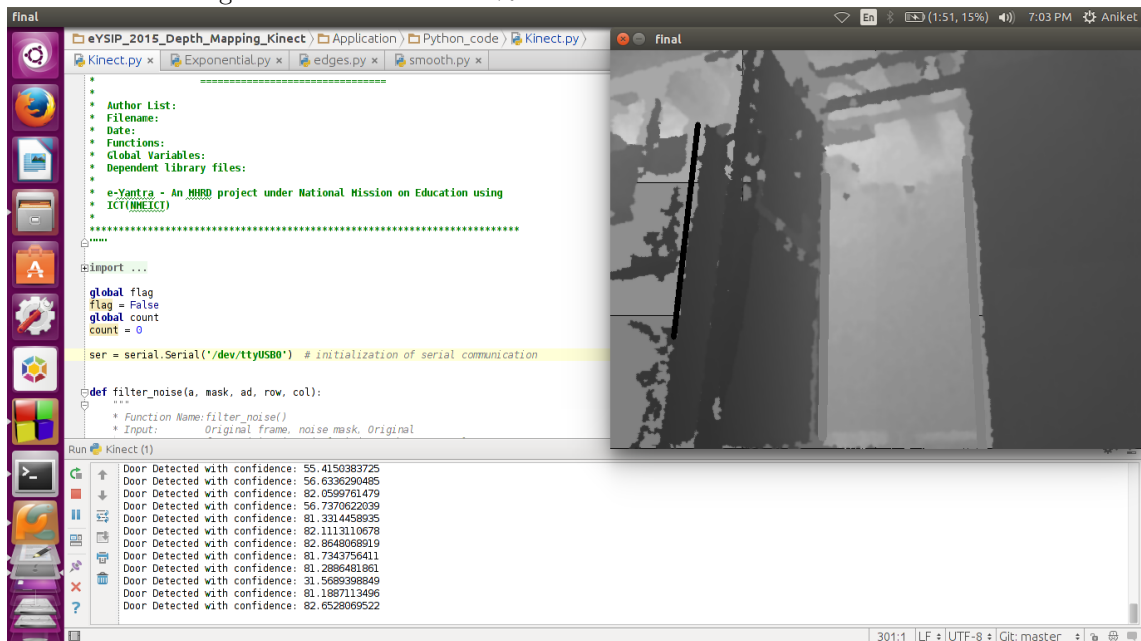 final
En
(1:51, 15%)
7:03 PM
Aniket
eYSIP_2015_Depth_Mapping_Kinect
Application
Python_code
Kinect.py
final
Kinect.py ×
Exponential.py ×
edges.py ×
smooth.py ×
* ================================
*
* Author List:
* Filename:
* Date:
* Functions:
* Global Variables:
* Dependent library files:
*
* e-Yantra - An MHRD project under National Mission on Education using
* ICT(NMEICT)
*
**************************************************************************
"""
import ...
global flag
flag = False
global count
count = 0
ser = serial.Serial('/dev/ttyUSB0') # initialization of serial communication
def filter_noise(a, mask, ad, row, col):
"""
* Function Name:filter_noise()
* Input: Original frame, noise mask, Original
Run Kinect (1)
Door Detected with confidence: 55.4150383725
Door Detected with confidence: 56.6336290485
Door Detected with confidence: 82.0599761479
Door Detected with confidence: 56.7370622039
Door Detected with confidence: 81.3314458935
Door Detected with confidence: 82.1113110678
Door Detected with confidence: 82.8648068919
Door Detected with confidence: 81.7343756411
Door Detected with confidence: 81.2886481861
Door Detected with confidence: 31.5689398849
Door Detected with confidence: 81.1887113496
Door Detected with confidence: 82.6528069522
301:1 LF UTF-8 Git: master